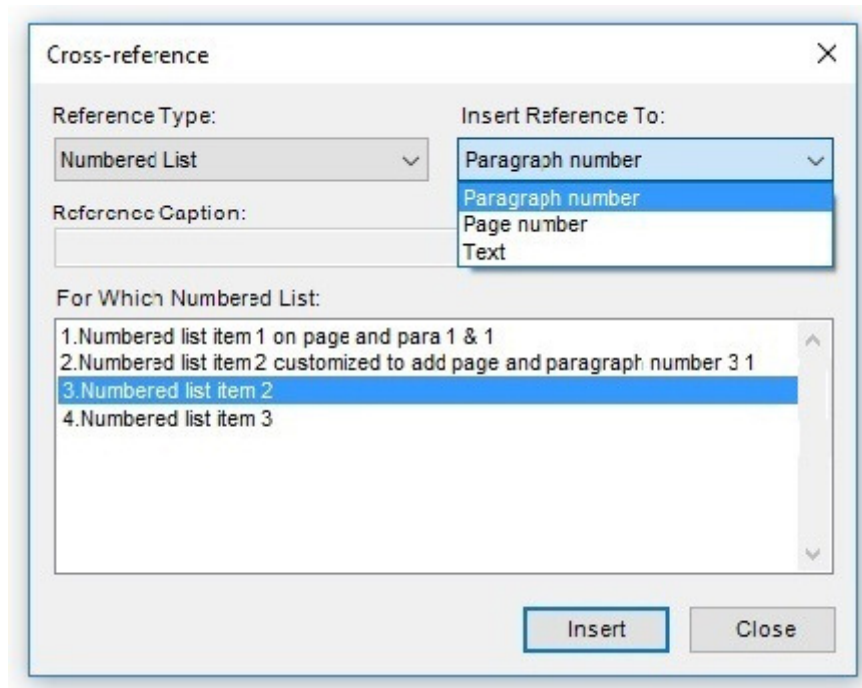 Cross-reference
Reference Type:
Insert Reference To:
Numbered List
Paragraph number
Paragraph number
Page number
Text
Reference Caption:
For Which Numbered List:
1.Numbered list item 1 on page and para 1 & 1
2.Numbered list item 2 customized to add page and paragraph number 3 1
3.Numbered list item 2
4.Numbered list item 3
Insert
Close